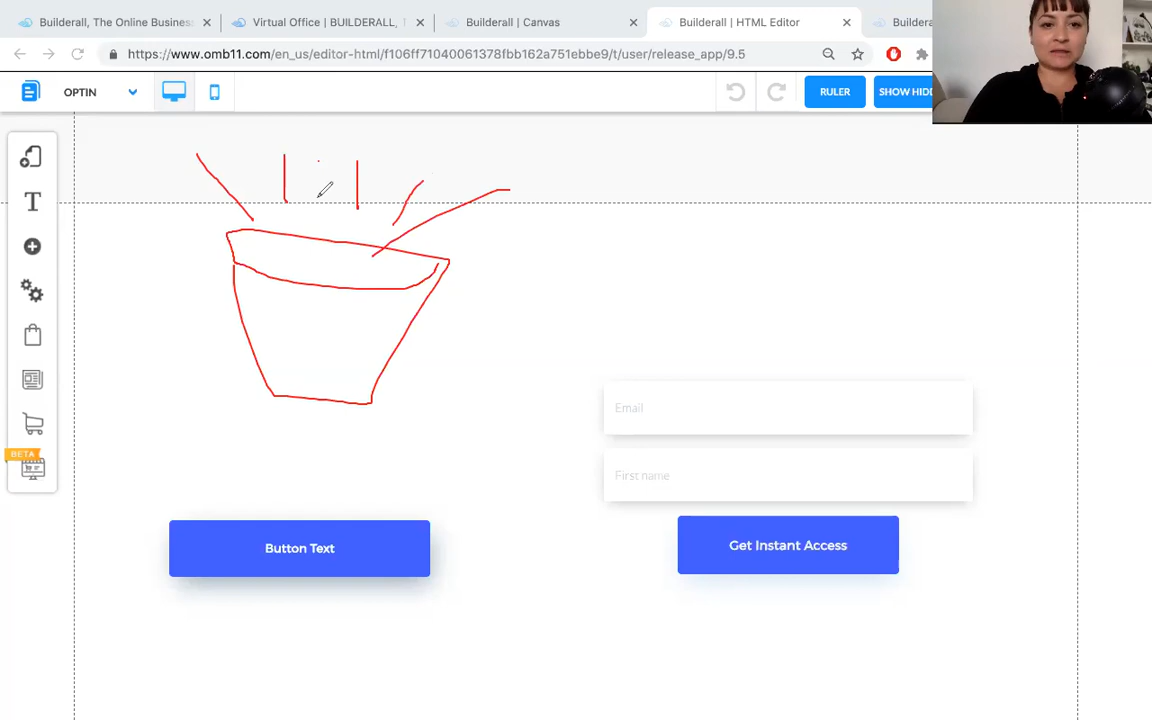 Builderall, The Online Business
Virtual Office | BUILDERALL,
Builderall | Canvas
Builderall | HTML Editor
Buildera
https://www.omb11.com/en_us/editor-html/f106ff71040061378fbb162a751ebbe9/t/user/release_app/9.5
OPTIN
RULER
SHOW HIDD
T
BETA
Email
First name
Button Text
Get Instant Access